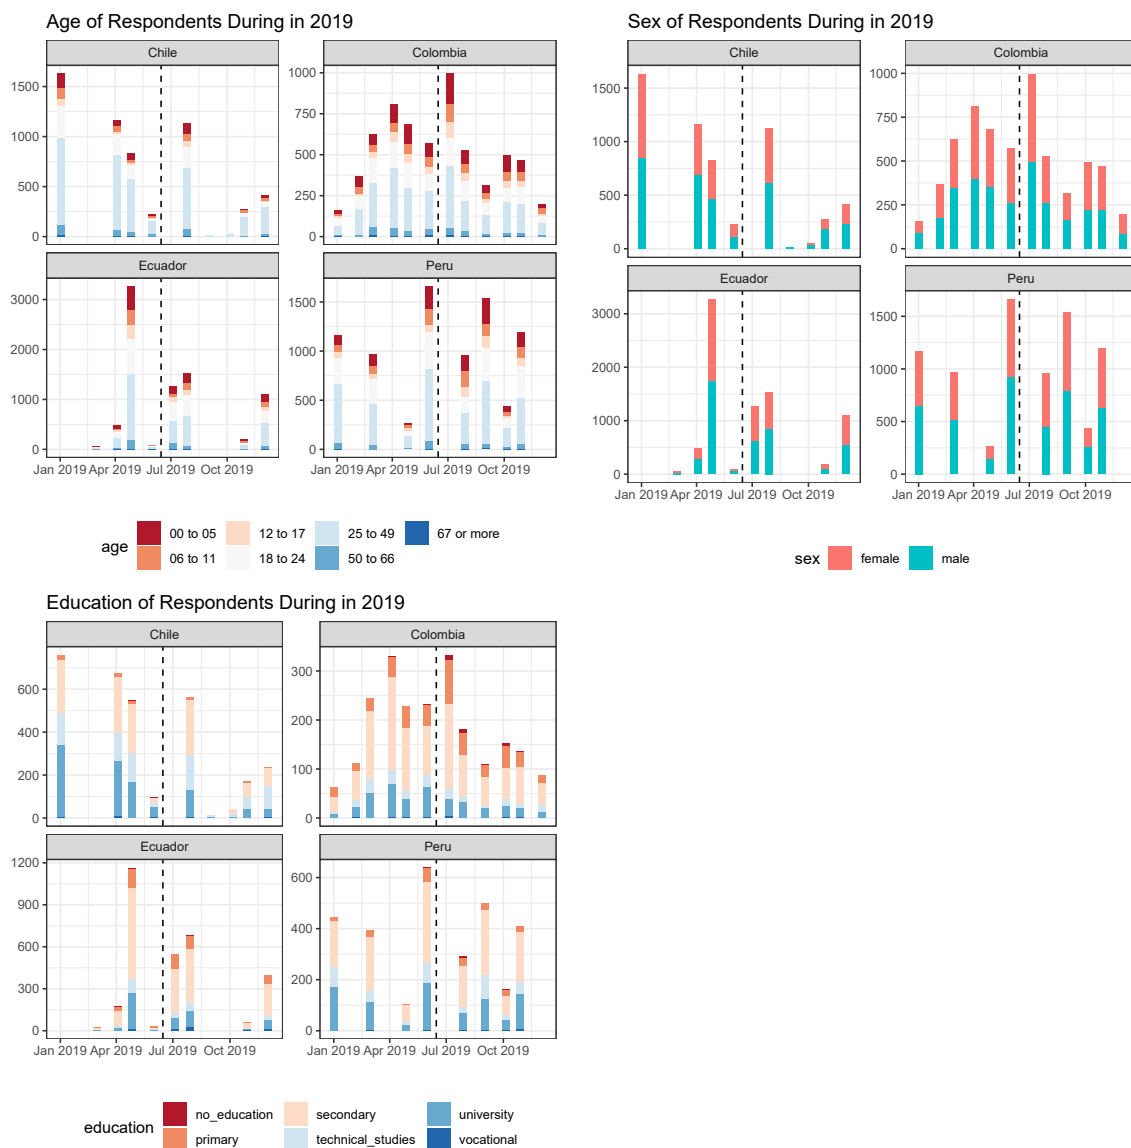 Age of Respondents During in 2019
Chile
Colombia
1500
1000
500
0
1000
750
500
250
0
Ecuador
Peru
3000
2000
1000
0
1500
1000
500
0
Jan 2019 Apr 2019 Jul 2019 Oct 2019
Jan 2019 Apr 2019 Jul 2019 Oct 2019
age
00 to 05
12 to 17
25 to 49
67 or more
06 to 11
18 to 24
50 to 66
Sex of Respondents During in 2019
Chile
Colombia
1500
1000
500
0
1000
750
500
250
0
Ecuador
Peru
3000
2000
1000
0
1500
1000
500
0
Jan 2019 Apr 2019 Jul 2019 Oct 2019
Jan 2019 Apr 2019 Jul 2019 Oct 2019
sex
female
male
Education of Respondents During in 2019
Chile
Colombia
600
400
200
0
300
200
100
0
Ecuador
Peru
1200
900
600
300
0
600
400
200
0
Jan 2019 Apr 2019 Jul 2019 Oct 2019
Jan 2019 Apr 2019 Jul 2019 Oct 2019
education
no_education
secondary
university
primary
technical_studies
vocational